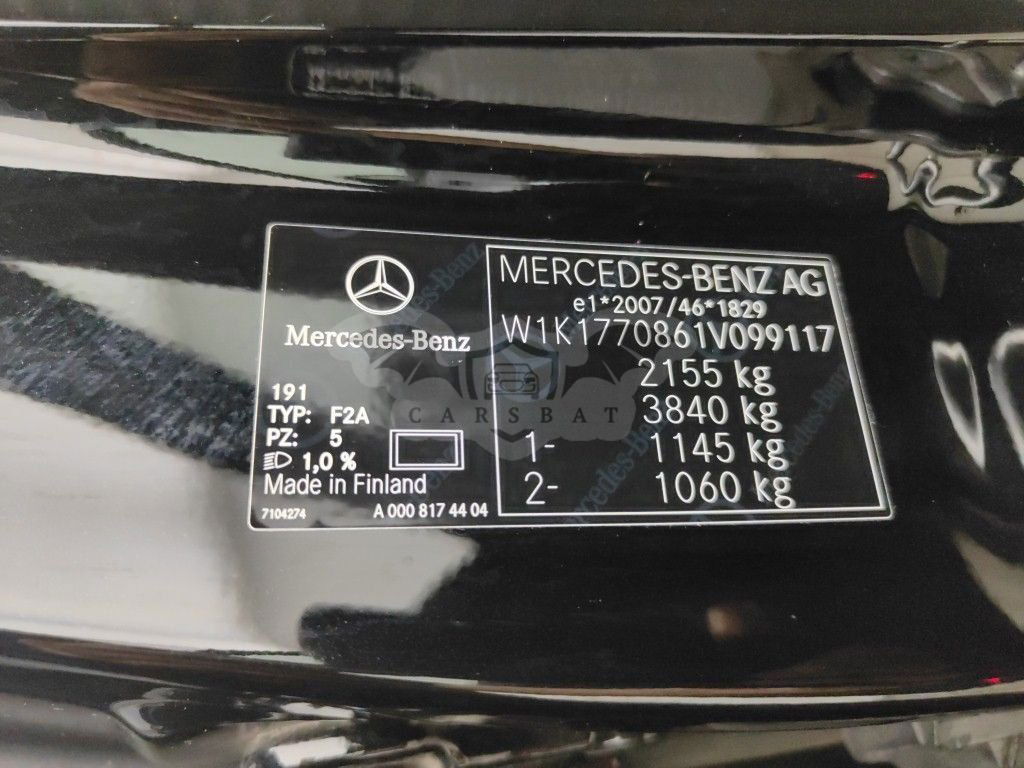 Mercedes-Benz
191
TYP: F2A
PZ: 5
1,0 %
Made in Finland
7104274 A 000 817 44 04
MERCEDES-BENZ AG
e1*2007/46*1829
W1K1770861V099117
2155 kg
3840 kg
1- 1145 kg
2- 1060 kg
CARSBAT